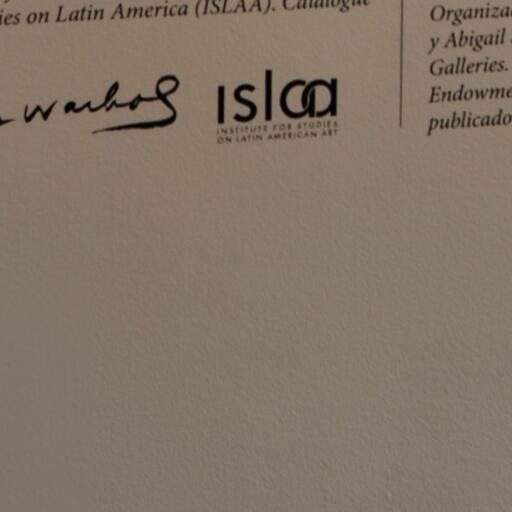 ies on Latin America (ISLAA). Catalogue
Warhol
islaa
INSTITUTE FOR STUDIES
ON LATIN AMERICAN ART
Organiza
y Abigail
Galleries.
Endowme
publicado